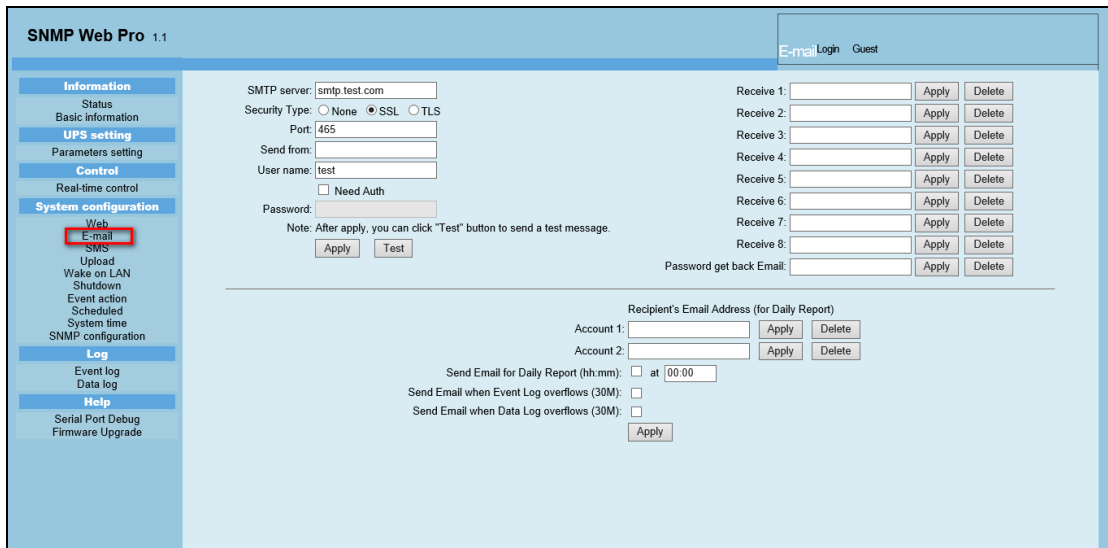 SNMP Web Pro 1.1
E-mail Login Guest
Information
Status
Basic information
UPS setting
Parameters setting
Control
Real-time control
System configuration
Web
E-mail
SMS
Upload
Wake on LAN
Shutdown
Event action
Scheduled
System time
SNMP configuration
Log
Event log
Data log
Help
Serial Port Debug
Firmware Upgrade
SMTP server: smtp.test.com
Security Type: None SSL TLS
Port: 465
Send from:
User name: test
Need Auth
Password:
Note: After apply, you can click "Test" button to send a test message.
Apply Test
Receive 1: Apply Delete
Receive 2: Apply Delete
Receive 3: Apply Delete
Receive 4: Apply Delete
Receive 5: Apply Delete
Receive 6: Apply Delete
Receive 7: Apply Delete
Receive 8: Apply Delete
Password get back Email: Apply Delete
Recipient's Email Address (for Daily Report)
Account 1: Apply Delete
Account 2: Apply Delete
Send Email for Daily Report (hh:mm): at 00:00
Send Email when Event Log overflows (30M):
Send Email when Data Log overflows (30M):
Apply